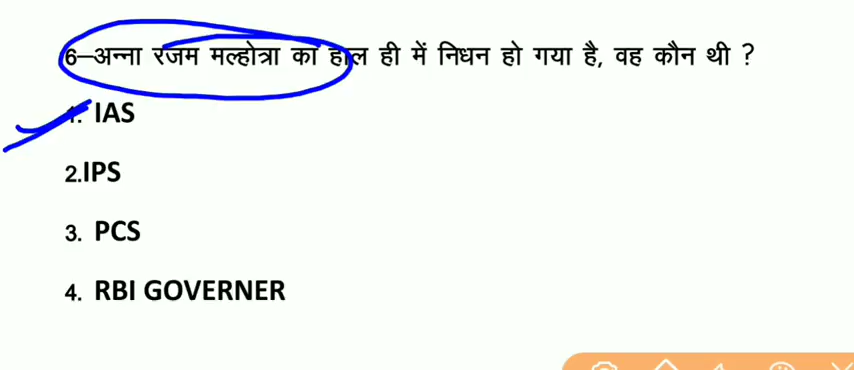 6–अन्ना रजम मल्होत्रा का हाल ही में निधन हो गया है, वह कौन थी ?
1. IAS
2.IPS
3. PCS
4. RBI GOVERNER